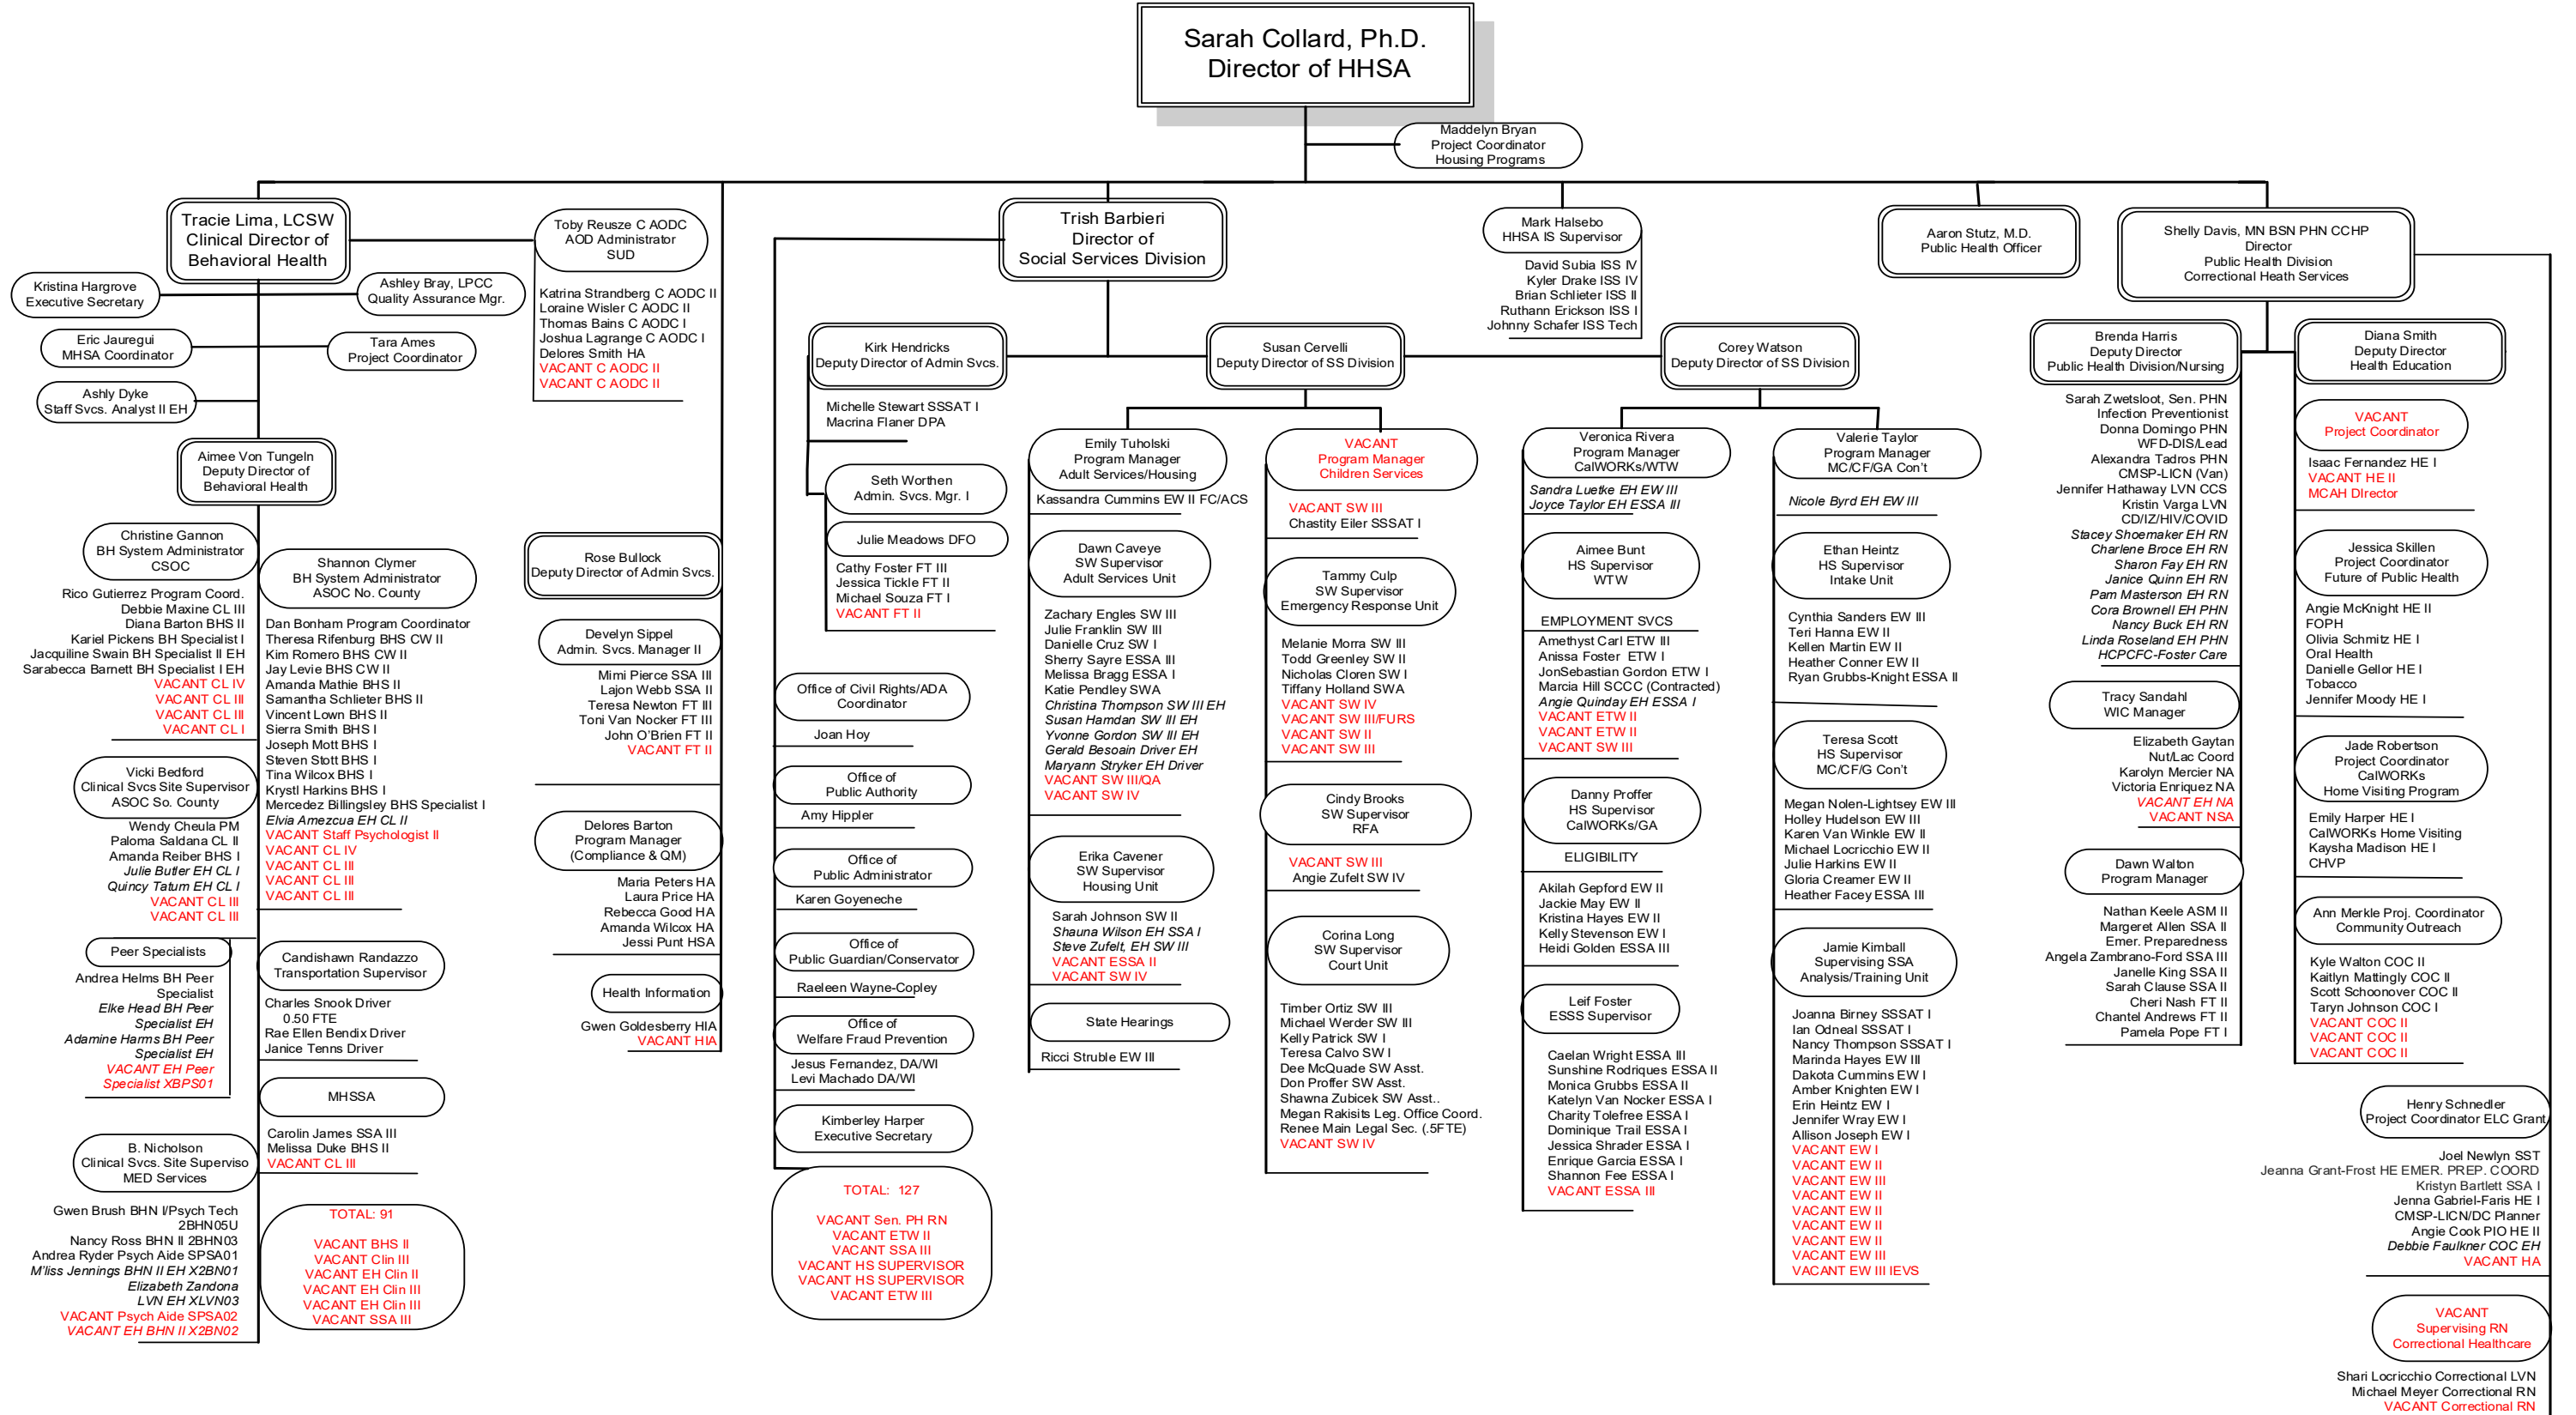 Sarah Collard, Ph.D.
Director of HHSA
Maddelyn Bryan
Project Coordinator
Housing Programs
Tracie Lima, LCSW
Clinical Director of
Behavioral Health
Kristina Hargrove
Executive Secretary
Ashley Bray, LPCC
Quality Assurance Mgr.
Eric Jauregui
MHSA Coordinator
Tara Ames
Project Coordinator
Ashly Dyke
Staff Svcs. Analyst II EH
Aimee Von Tungeln
Deputy Director of
Behavioral Health
Christine Gannon
BH System Administrator
CSOC
Rico Gutierrez Program Coord.
Debbie Maxine CL III
Diana Barton BHS II
Kariel Pickens BH Specialist I
Jacquiline Swain BH Specialist II EH
Sarabecca Barnett BH Specialist I EH
VACANT CL IV
VACANT CL III
VACANT CL III
VACANT CL I
Vicki Bedford
Clinical Svcs Site Supervisor
ASOC So. County
Wendy Cheula PM
Paloma Saldana CL II
Amanda Reiber BHS I
Julie Butler EH CL I
Quincy Tatum EH CL I
VACANT CL III
VACANT CL III
Peer Specialists
Andrea Helms BH Peer
Specialist
Elke Head BH Peer
Specialist EH
Adamine Harms BH Peer
Specialist EH
VACANT EH Peer
Specialist XBPS01
B. Nicholson
Clinical Svcs. Site Superviso
MED Services
Gwen Brush BHN I/Psych Tech
2BHN05U
Nancy Ross BHN II 2BHN03
Andrea Ryder Psych Aide SPSA01
M'liss Jennings BHN II EH X2BN01
Elizabeth Zandona
LVN EH XLVN03
VACANT Psych Aide SPSA02
VACANT EH BHN II X2BN02
Shannon Clymer
BH System Administrator
ASOC No. County
Dan Bonham Program Coordinator
Theresa Rifenburg BHS CW II
Kim Romero BHS CW II
Jay Levie BHS CW II
Amanda Mathie BHS II
Samantha Schlieter BHS II
Vincent Lown BHS II
Sierra Smith BHS I
Joseph Mott BHS I
Steven Stott BHS I
Tina Wilcox BHS I
Krystl Harkins BHS I
Mercedez Billingsley BHS Specialist I
Elvia Amezcua EH CL II
VACANT Staff Psychologist II
VACANT CL IV
VACANT CL III
VACANT CL III
VACANT CL III
Candishawn Randazzo
Transportation Supervisor
Charles Snook Driver
0.50 FTE
Rae Ellen Bendix Driver
Janice Tenns Driver
MHSSA
Carolin James SSA III
Melissa Duke BHS II
VACANT CL III
TOTAL: 91
VACANT BHS II
VACANT Clin III
VACANT EH Clin II
VACANT EH Clin III
VACANT EH Clin III
VACANT SSA III
Toby Reusze C AODC
AOD Administrator
SUD
Katrina Strandberg C AODC II
Loraine Wisler C AODC II
Thomas Bains C AODC I
Joshua Lagrange C AODC I
Delores Smith HA
VACANT C AODC II
VACANT C AODC II
Rose Bullock
Deputy Director of Admin Svcs.
Develyn Sippel
Admin. Svcs. Manager II
Mimi Pierce SSA III
Lajon Webb SSA II
Teresa Newton FT III
Toni Van Nocker FT III
John O'Brien FT II
VACANT FT II
Delores Barton
Program Manager
(Compliance & QM)
Maria Peters HA
Laura Price HA
Rebecca Good HA
Amanda Wilcox HA
Jessi Punt HSA
Health Information
Gwen Goldesberry HIA
VACANT HIA
Trish Barbieri
Director of
Social Services Division
Kirk Hendricks
Deputy Director of Admin Svcs.
Michelle Stewart SSSAT I
Macrina Flaner DPA
Seth Worthen
Admin. Svcs. Mgr. I
Julie Meadows DFO
Cathy Foster FT III
Jessica Tickle FT II
Michael Souza FT I
VACANT FT II
Office of Civil Rights/ADA
Coordinator
Joan Hoy
Office of
Public Authority
Amy Hippler
Office of
Public Administrator
Karen Goyeneche
Office of
Public Guardian/Conservator
Raeleen Wayne-Copley
Office of
Welfare Fraud Prevention
Jesus Fernandez, DA/WI
Levi Machado DA/WI
Kimberley Harper
Executive Secretary
TOTAL: 127
VACANT Sen. PH RN
VACANT ETW II
VACANT SSA III
VACANT HS SUPERVISOR
VACANT HS SUPERVISOR
VACANT ETW III
Susan Cervelli
Deputy Director of SS Division
Emily Tuholski
Program Manager
Adult Services/Housing
Kassandra Cummins EW II FC/ACS
Dawn Caveye
SW Supervisor
Adult Services Unit
Zachary Engles SW III
Julie Franklin SW III
Danielle Cruz SW I
Sherry Sayre ESSA III
Melissa Bragg ESSA I
Katie Pendley SWA
Christina Thompson SW III EH
Susan Hamdan SW III EH
Yvonne Gordon SW III EH
Gerald Besoain Driver EH
Maryann Stryker EH Driver
VACANT SW III/QA
VACANT SW IV
Erika Cavener
SW Supervisor
Housing Unit
Sarah Johnson SW II
Shauna Wilson EH SSA I
Steve Zufelt, EH SW III
VACANT ESSA II
VACANT SW IV
State Hearings
Ricci Struble EW III
VACANT
Program Manager
Children Services
VACANT SW III
Chastity Eiler SSSAT I
Tammy Culp
SW Supervisor
Emergency Response Unit
Melanie Morra SW III
Todd Greenley SW II
Nicholas Cloren SW I
Tiffany Holland SWA
VACANT SW IV
VACANT SW III/FURS
VACANT SW II
VACANT SW III
Cindy Brooks
SW Supervisor
RFA
VACANT SW III
Angie Zufelt SW IV
Corina Long
SW Supervisor
Court Unit
Timber Ortiz SW III
Michael Werder SW III
Kelly Patrick SW I
Teresa Calvo SW I
Dee McQuade SW Asst.
Don Proffer SW Asst.
Shawna Zubicek SW Asst..
Megan Rakisits Leg. Office Coord.
Renee Main Legal Sec. (.5FTE)
VACANT SW IV
Mark Halsebo
HHSA IS Supervisor
David Subia ISS IV
Kyler Drake ISS IV
Brian Schlieter ISS II
Ruthann Erickson ISS I
Johnny Schafer ISS Tech
Corey Watson
Deputy Director of SS Division
Veronica Rivera
Program Manager
CalWORKs/WTW
Sandra Luetke EH EW III
Joyce Taylor EH ESSA III
Aimee Bunt
HS Supervisor
WTW
EMPLOYMENT SVCS
Amethyst Carl ETW III
Anissa Foster ETW I
JonSebastian Gordon ETW I
Marcia Hill SCCC (Contracted)
Angie Quinday EH ESSA I
VACANT ETW II
VACANT ETW II
VACANT SW III
Danny Proffer
HS Supervisor
CalWORKs/GA
ELIGIBILITY
Akilah Gepford EW II
Jackie May EW II
Kristina Hayes EW II
Kelly Stevenson EW I
Heidi Golden ESSA III
Leif Foster
ESSS Supervisor
Caelan Wright ESSA III
Sunshine Rodriques ESSA II
Monica Grubbs ESSA II
Katelyn Van Nocker ESSA I
Charity Tolefree ESSA I
Dominique Trail ESSA I
Jessica Shrader ESSA I
Enrique Garcia ESSA I
Shannon Fee ESSA I
VACANT ESSA III
Valerie Taylor
Program Manager
MC/CF/GA Con't
Nicole Byrd EH EW III
Ethan Heintz
HS Supervisor
Intake Unit
Cynthia Sanders EW III
Teri Hanna EW II
Kellen Martin EW II
Heather Conner EW II
Ryan Grubbs-Knight ESSA II
Teresa Scott
HS Supervisor
MC/CF/G Con't
Megan Nolen-Lightsey EW III
Holley Hudelson EW III
Karen Van Winkle EW II
Michael Locricchio EW II
Julie Harkins EW II
Gloria Creamer EW II
Heather Facey ESSA III
Jamie Kimball
Supervising SSA
Analysis/Training Unit
Joanna Birney SSSAT I
Ian Odneal SSSAT I
Nancy Thompson SSSAT I
Marinda Hayes EW III
Dakota Cummins EW I
Amber Knighten EW I
Erin Heintz EW I
Jennifer Wray EW I
Allison Joseph EW I
VACANT EW I
VACANT EW II
VACANT EW III
VACANT EW II
VACANT EW II
VACANT EW II
VACANT EW II
VACANT EW III
VACANT EW III IEVS
Aaron Stutz, M.D.
Public Health Officer
Shelly Davis, MN BSN PHN CCHP
Director
Public Health Division
Correctional Heath Services
Brenda Harris
Deputy Director
Public Health Division/Nursing
Sarah Zwetsloot, Sen. PHN
Infection Preventionist
Donna Domingo PHN
WFD-DIS/Lead
Alexandra Tadros PHN
CMSP-LICN (Van)
Jennifer Hathaway LVN CCS
Kristin Varga LVN
CD/IZ/HIV/COVID
Stacey Shoemaker EH RN
Charlene Broce EH RN
Sharon Fay EH RN
Janice Quinn EH RN
Pam Masterson EH RN
Cora Brownell EH PHN
Nancy Buck EH RN
Linda Roseland EH PHN
HCPCFC-Foster Care
Tracy Sandahl
WIC Manager
Elizabeth Gaytan
Nut/Lac Coord
Karolyn Mercier NA
Victoria Enriquez NA
VACANT EH NA
VACANT NSA
Dawn Walton
Program Manager
Nathan Keele ASM II
Margeret Allen SSA II
Emer. Preparedness
Angela Zambrano-Ford SSA III
Janelle King SSA II
Sarah Clause SSA II
Cheri Nash FT II
Chantel Andrews FT II
Pamela Pope FT I
Diana Smith
Deputy Director
Health Education
VACANT
Project Coordinator
Isaac Fernandez HE I
VACANT HE II
MCAH DIrector
Jessica Skillen
Project Coordinator
Future of Public Health
Angie McKnight HE II
FOPH
Olivia Schmitz HE I
Oral Health
Danielle Gellor HE I
Tobacco
Jennifer Moody HE I
Jade Robertson
Project Coordinator
CalWORKs
Home Visiting Program
Emily Harper HE I
CalWORKs Home Visiting
Kaysha Madison HE I
CHVP
Ann Merkle Proj. Coordinator
Community Outreach
Kyle Walton COC II
Kaitlyn Mattingly COC II
Scott Schoonover COC II
Taryn Johnson COC I
VACANT COC II
VACANT COC II
VACANT COC II
Henry Schnedler
Project Coordinator ELC Grant
Joel Newlyn SST
Jeanna Grant-Frost HE EMER. PREP. COORD
Kristyn Bartlett SSA I
Jenna Gabriel-Faris HE I
CMSP-LICN/DC Planner
Angie Cook PIO HE II
Debbie Faulkner COC EH
VACANT HA
VACANT
Supervising RN
Correctional Healthcare
Shari Locricchio Correctional LVN
Michael Meyer Correctional RN
VACANT Correctional RN